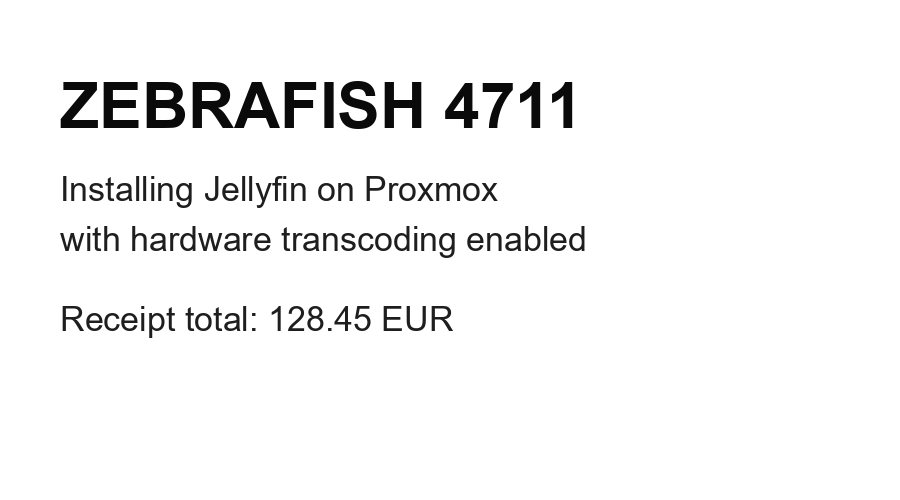 ZEBRAFISH 4711
Installing Jellyfin on Proxmox
with hardware transcoding enabled
Receipt total: 128.45 EUR